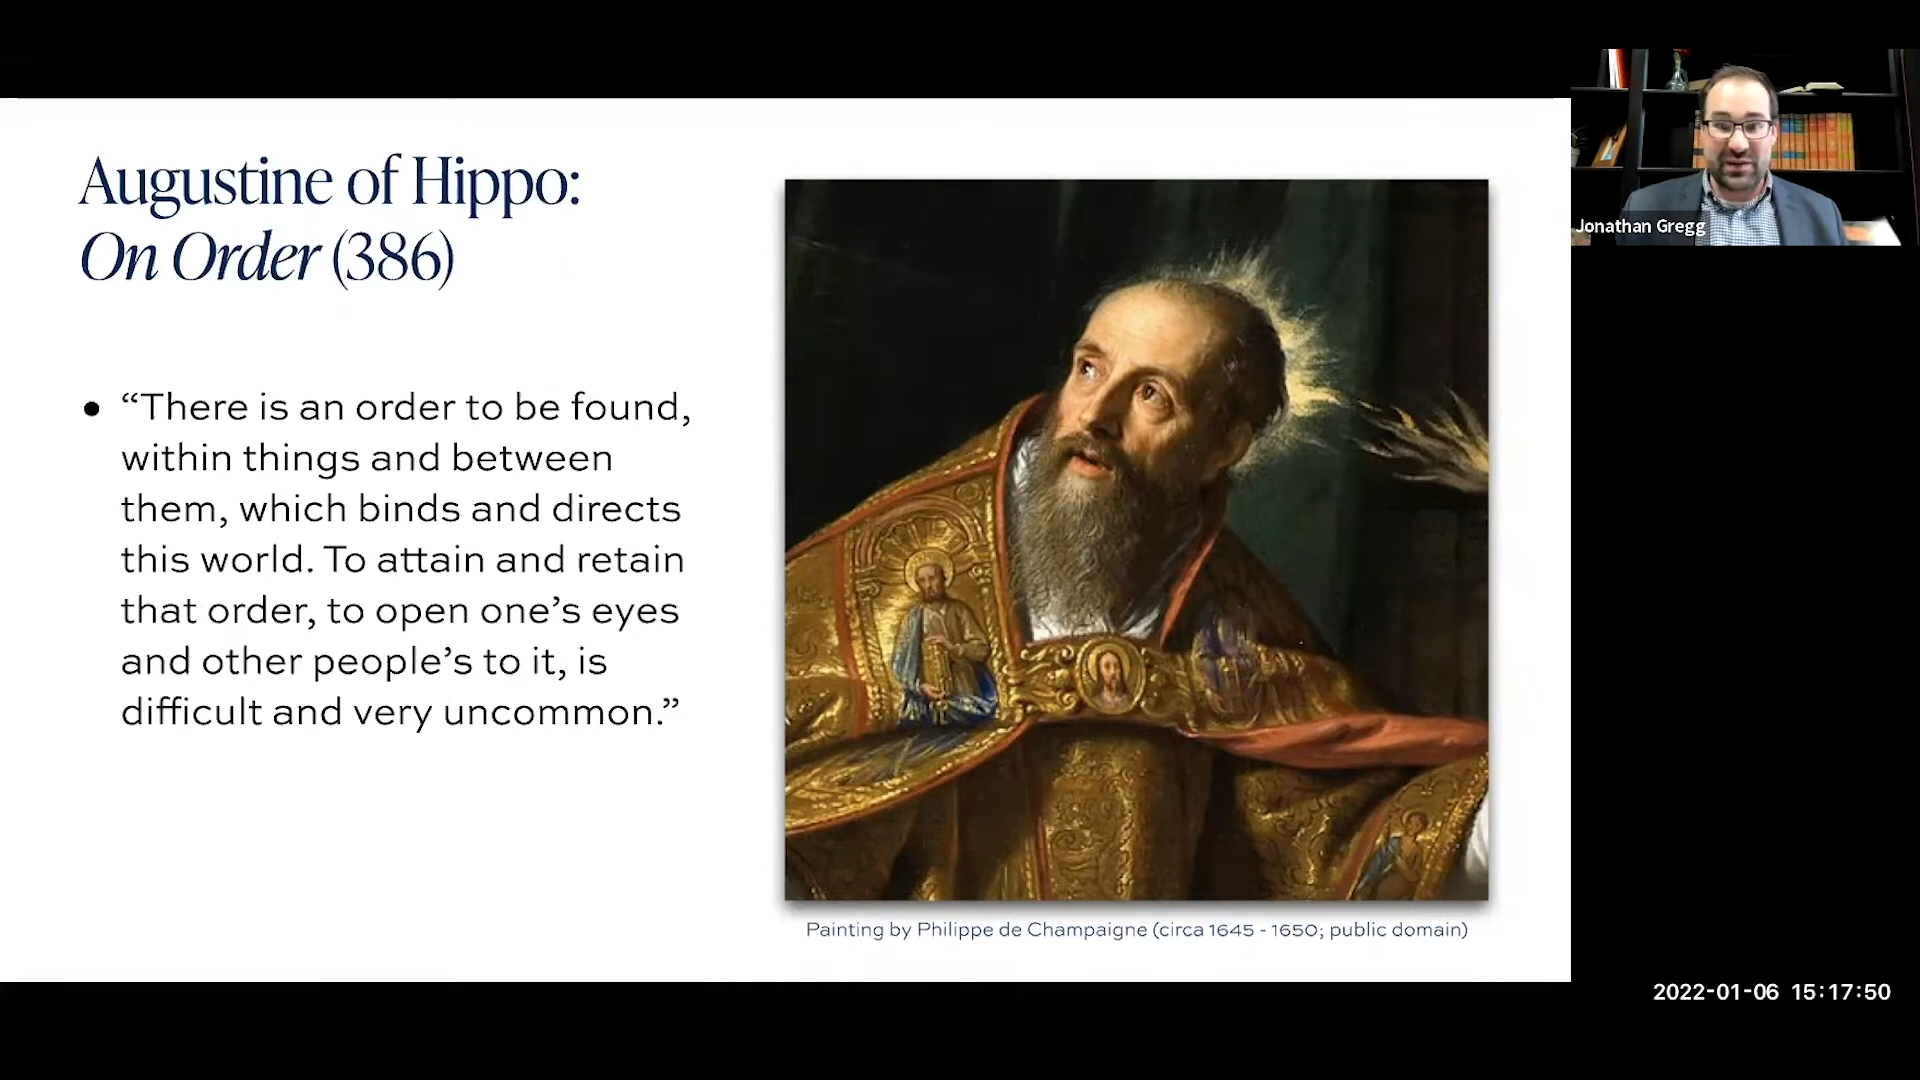 Augustine of Hippo:
On Order (386)
• “There is an order to be found,
within things and between
them, which binds and directs
this world. To attain and retain
that order, to open one’s eyes
and other people’s to it, is
difficult and very uncommon.”
Painting by Philippe de Champaigne (circa 1645 - 1650; public domain)
Jonathan Gregg
2022-01-06 15:17:50